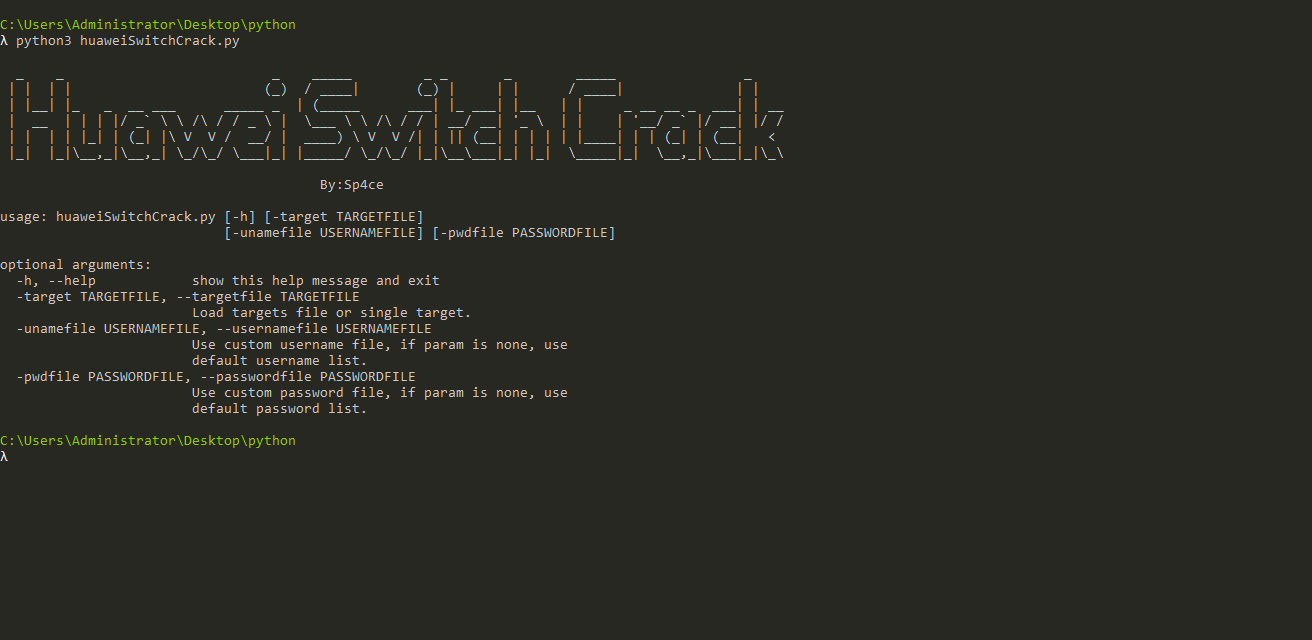 C:\Users\Administrator\Desktop\python
λ python3 huaweiSwitchCrack.py
HuaweiSwitchCrack
By:Sp4ce
usage: huaweiSwitchCrack.py [-h] [-target TARGETFILE]
[-unamefile USERNAMEFILE] [-pwdfile PASSWORDFILE]
optional arguments:
-h, --help show this help message and exit
-target TARGETFILE, --targetfile TARGETFILE
Load targets file or single target.
-unamefile USERNAMEFILE, --usernamefile USERNAMEFILE
Use custom username file, if param is none, use
default username list.
-pwdfile PASSWORDFILE, --passwordfile PASSWORDFILE
Use custom password file, if param is none, use
default password list.
C:\Users\Administrator\Desktop\python
λ